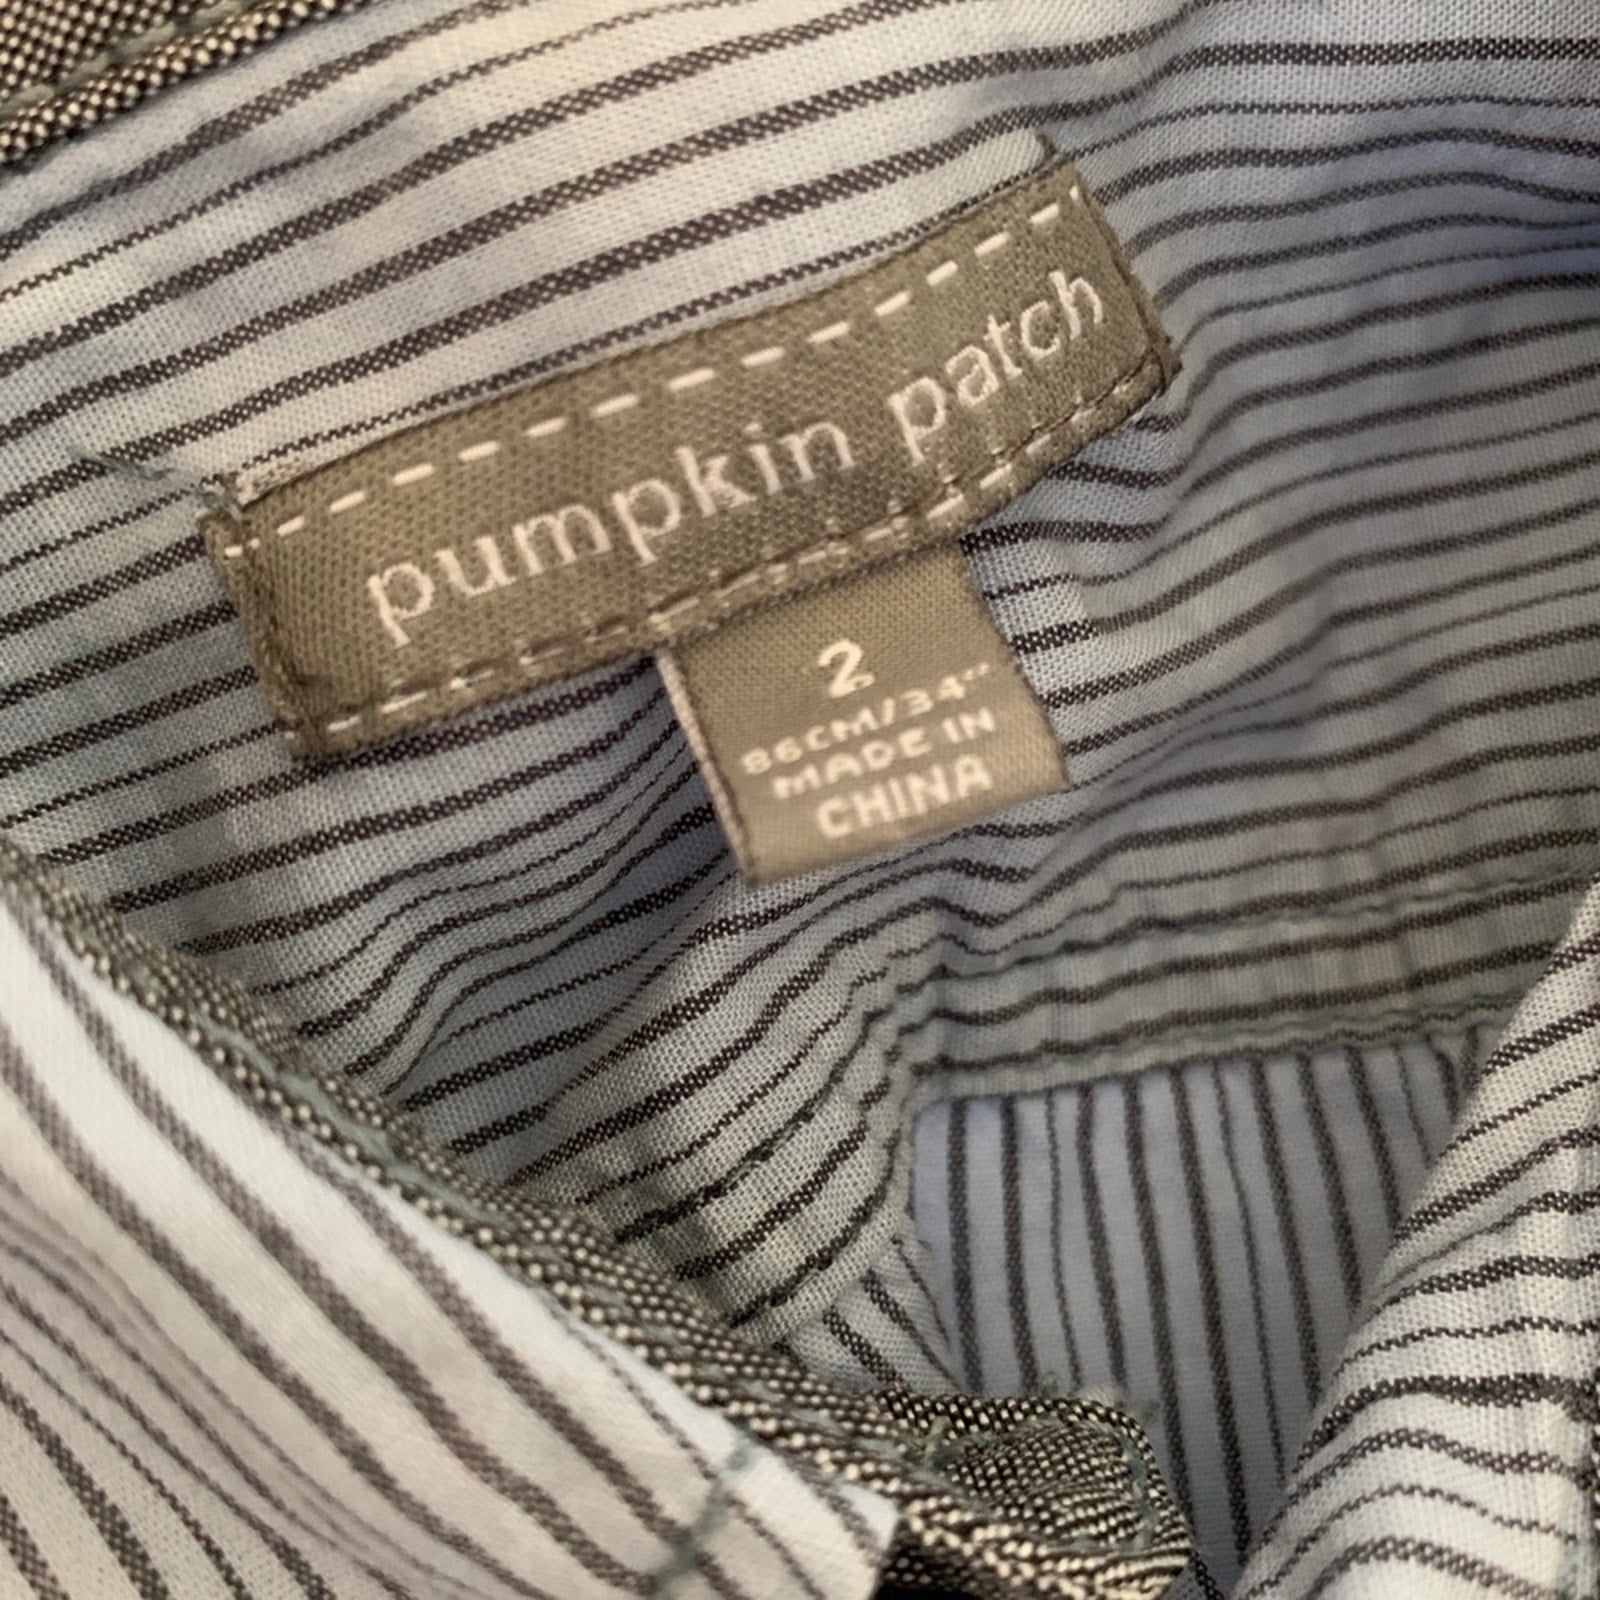 pumpkin patch
2
86CM/34"
MADE IN
CHINA